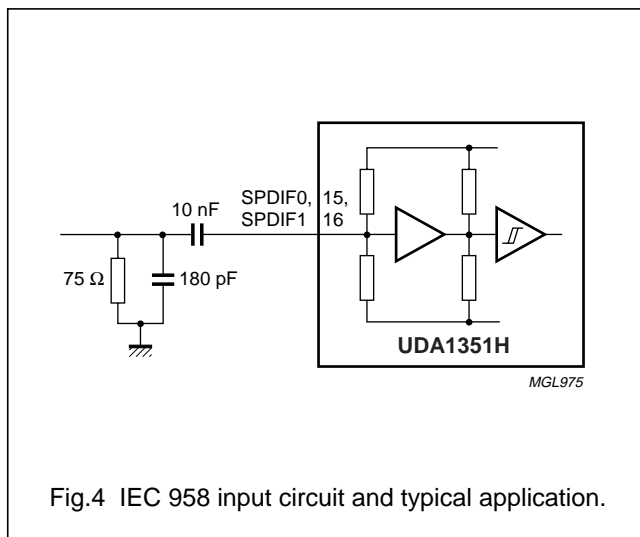 SPDIF0, 15,
10 nF SPDIF1 16
75 Ω 180 pF
UDA1351H
MGL975
Fig.4 IEC 958 input circuit and typical application.